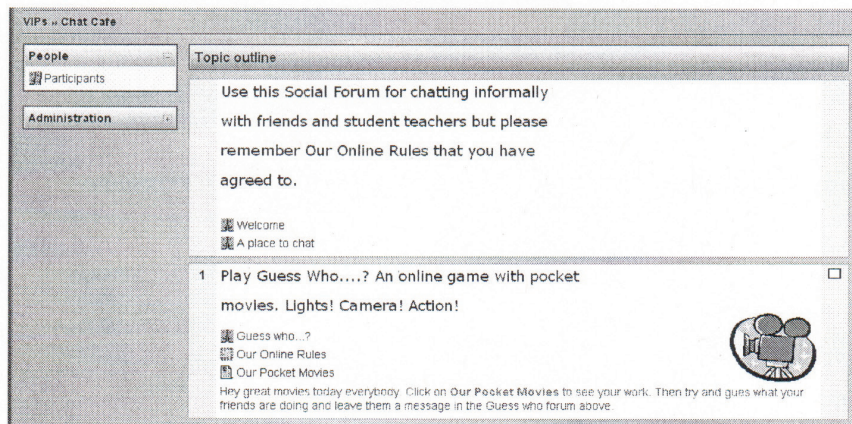 VIPs » Chat Cafe
People
Participants
Administration
Topic outline
Use this Social Forum for chatting informally
with friends and student teachers but please
remember Our Online Rules that you have
agreed to.
Welcome
A place to chat
1 Play Guess Who....? An online game with pocket
movies. Lights! Camera! Action!
Guess who...?
Our Online Rules
Our Pocket Movies
Hey great movies today everybody. Click on Our Pocket Movies to see your work. Then try and gues what your
friends are doing and leave them a message in the Guess who forum above.